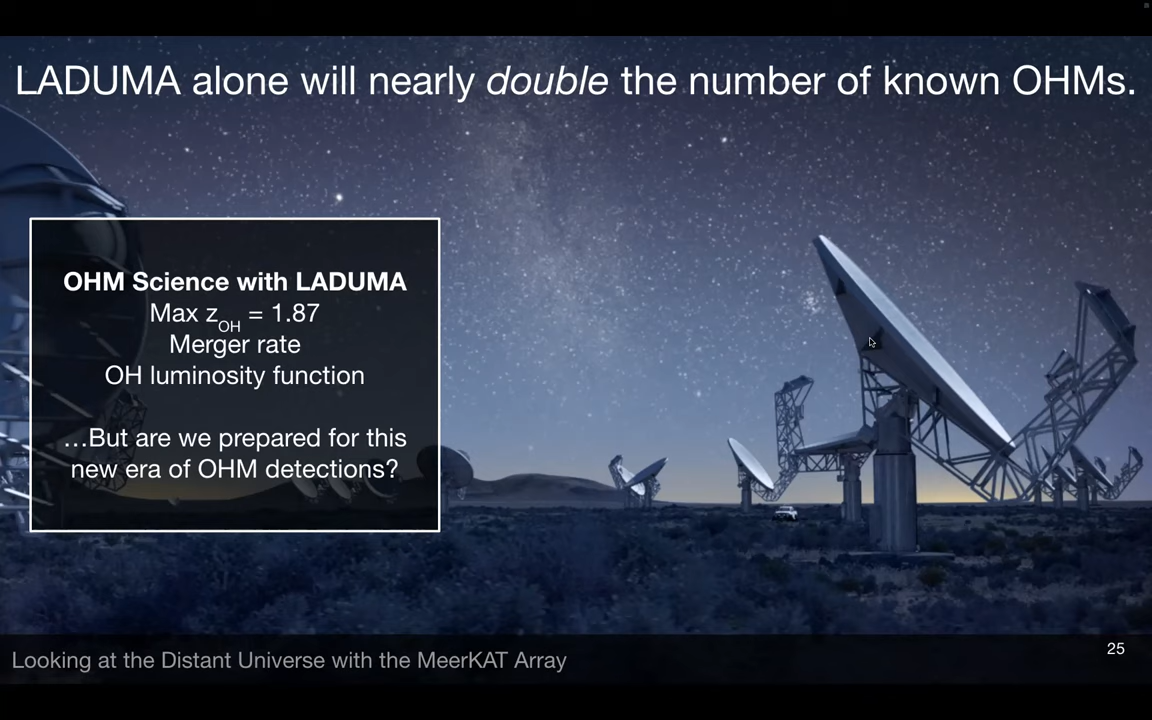 LADUMA alone will nearly double the number of known OHMs.
OHM Science with LADUMA
Max zOH = 1.87
Merger rate
OH luminosity function
…But are we prepared for this
new era of OHM detections?
25
Looking at the Distant Universe with the MeerKAT Array